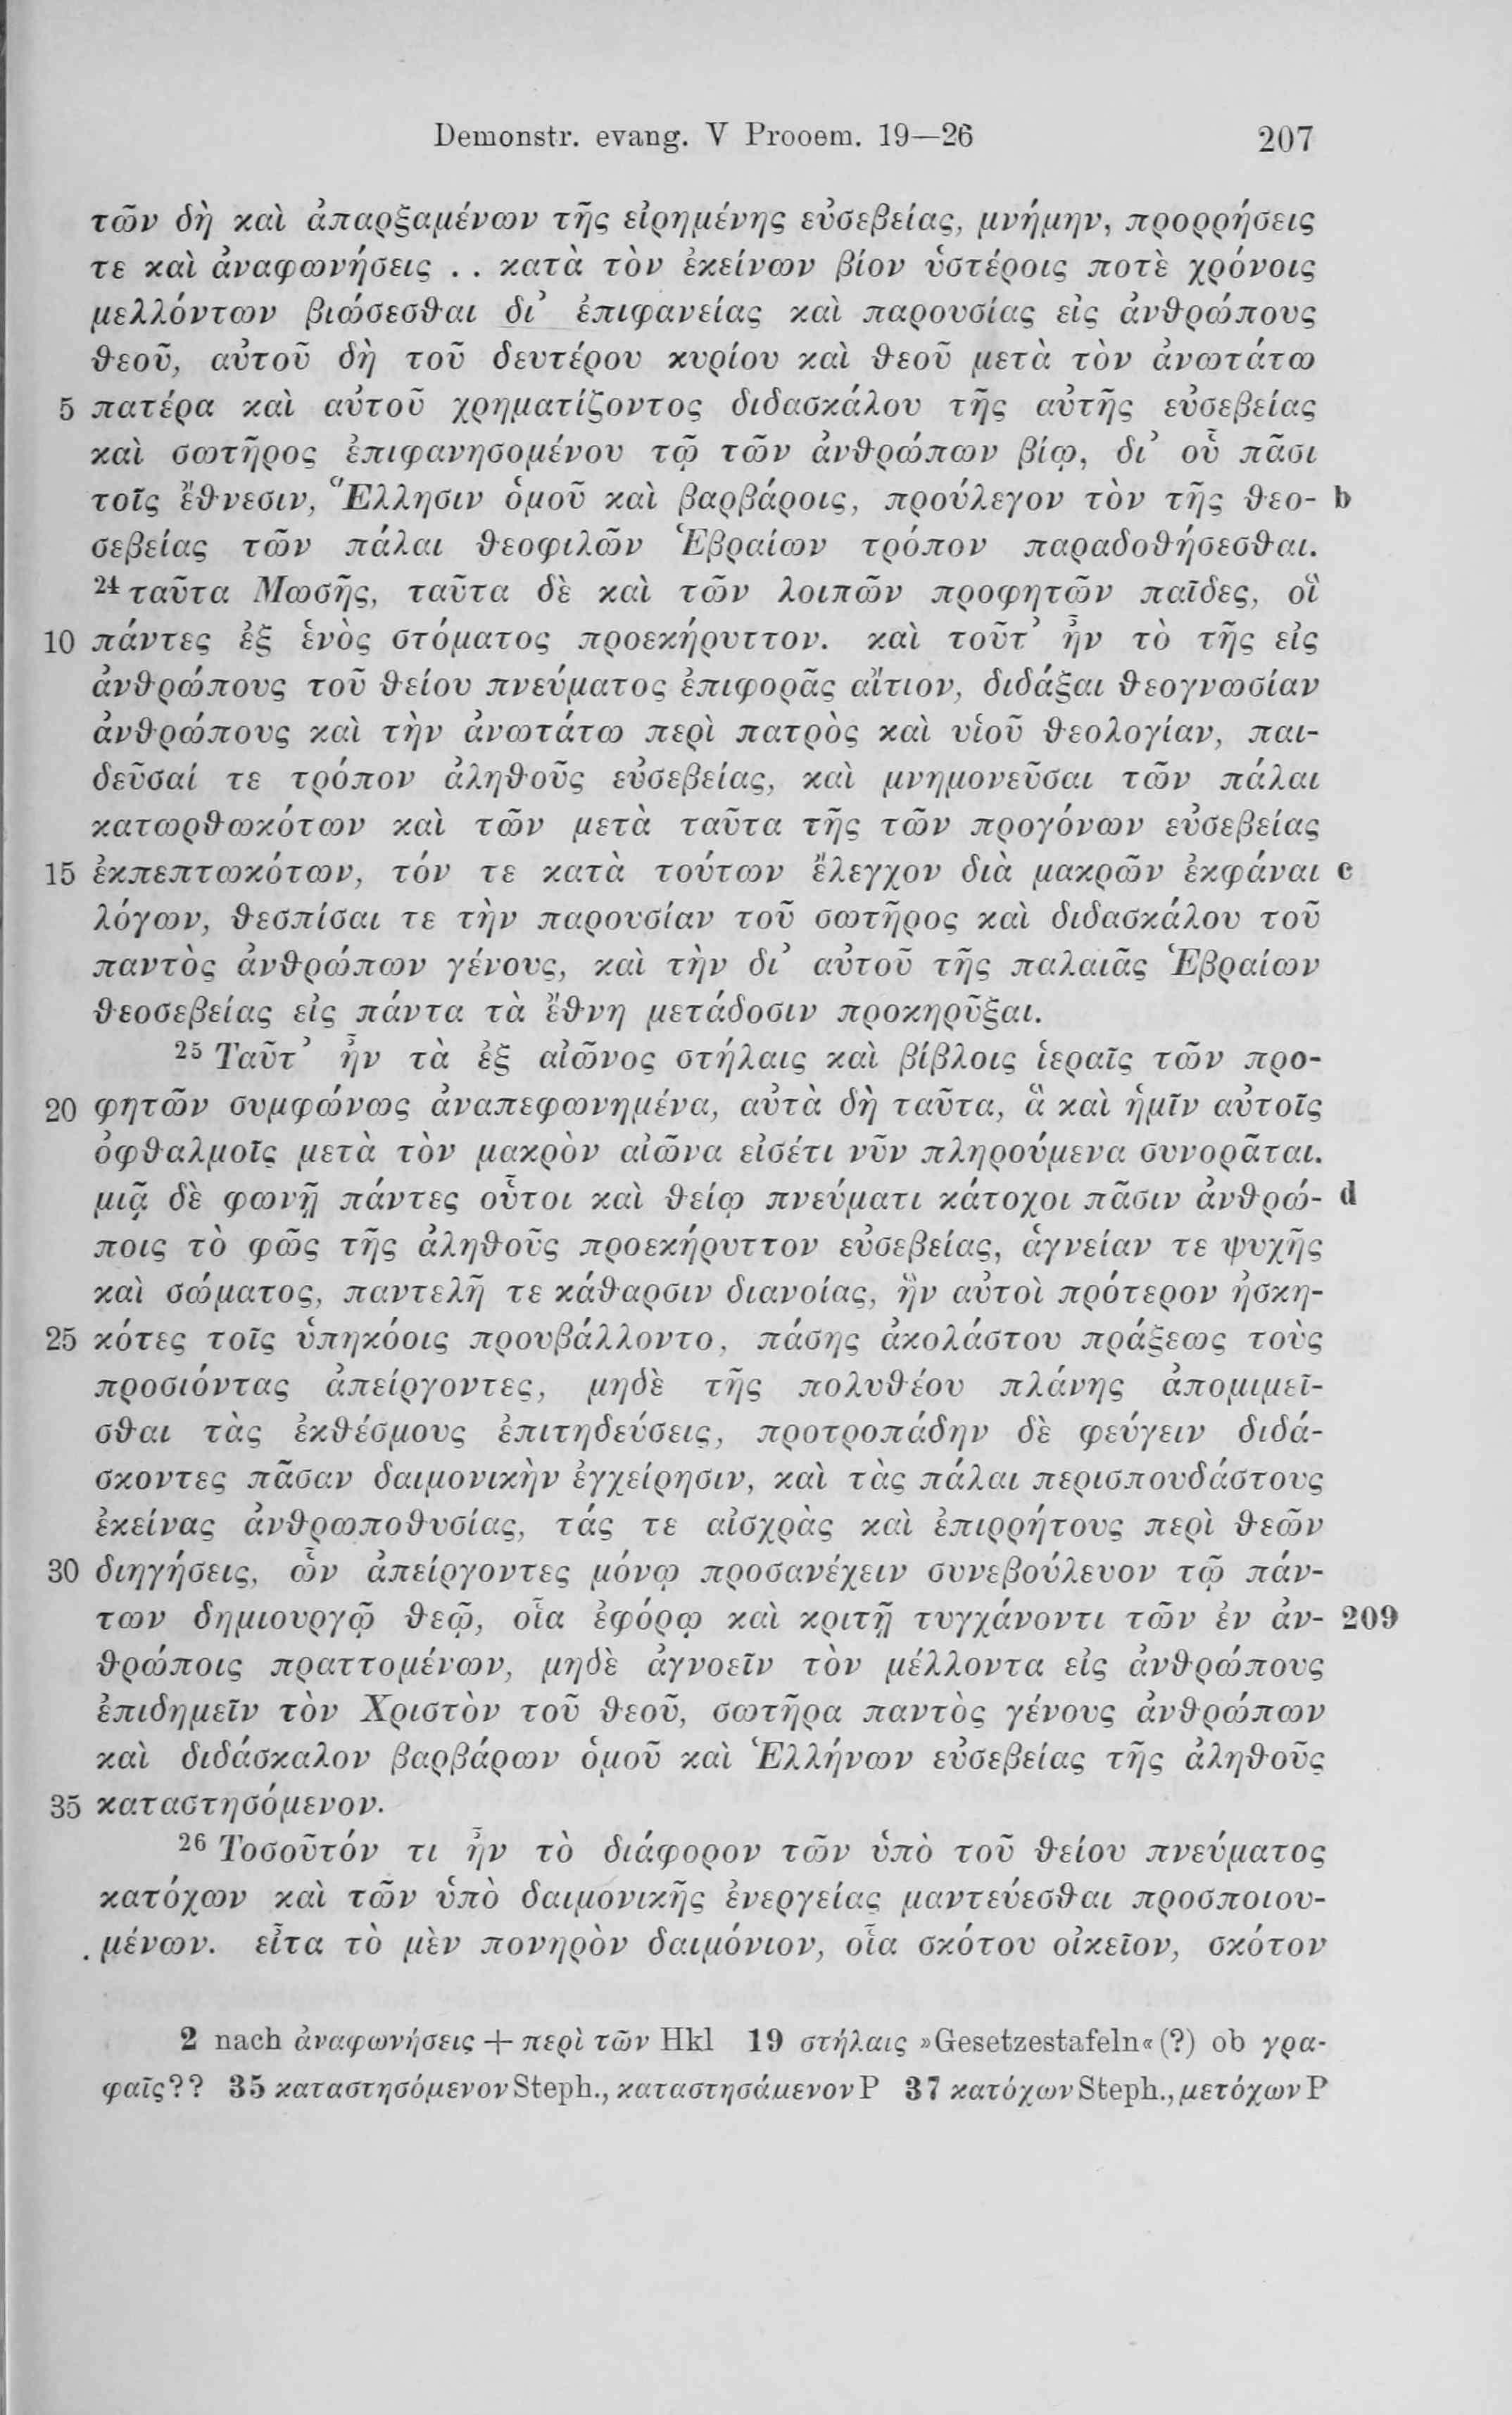 Demonstr. evang. V Prooem. 19—26 207
τῶν δὴ καὶ ἀπαρξαμένων τῆς εἰρημένης εὐσεβείας, μνήμην, προρρήσεις
τε καὶ ἀναφωνήσεις . . κατὰ τὸν ἐκείνων βίον ὑστέροις ποτὲ χρόνοις
μελλόντων βιώσεσθαι δι’ ἐπιφανείας καὶ παρουσίας εἰς ἀνθρώπους
θεοῦ, αὐτοῦ δὴ τοῦ δευτέρου κυρίου καὶ θεοῦ μετὰ τὸν ἀνωτάτω
5 πατέρα καὶ αὐτοῦ χρηματίζοντος διδασκάλου τῆς αὐτῆς εὐσεβείας
καὶ σωτῆρος ἐπιφανησομένου τῷ τῶν ἀνθρώπων βίῳ, δι’ οὗ πᾶσι
τοῖς ἔθνεσιν, Ἕλλησιν ὁμοῦ καὶ βαρβάροις, προύλεγον τὸν τῆς θεο- b
σεβείας τῶν πάλαι θεοφιλῶν Ἑβραίων τρόπον παραδοθήσεσθαι.
24 ταῦτα Μωσῆς, ταῦτα δὲ καὶ τῶν λοιπῶν προφητῶν παῖδες, οἳ
10 πάντες ἐξ ἑνὸς στόματος προεκήρυττον. καὶ τοῦτ’ ἦν τὸ τῆς εἰς
ἀνθρώπους τοῦ θείου πνεύματος ἐπιφορᾶς αἴτιον, διδάξαι θεογνωσίαν
ἀνθρώπους καὶ τὴν ἀνωτάτω περὶ πατρὸς καὶ υἱοῦ θεολογίαν, παι-
δεῦσαί τε τρόπον ἀληθοῦς εὐσεβείας, καὶ μνημονεῦσαι τῶν πάλαι
κατωρθωκότων καὶ τῶν μετὰ ταῦτα τῆς τῶν προγόνων εὐσεβείας
15 ἐκπεπτωκότων, τόν τε κατὰ τούτων ἔλεγχον διὰ μακρῶν ἐκφάναι c
λόγων, θεσπίσαι τε τὴν παρουσίαν τοῦ σωτῆρος καὶ διδασκάλου τοῦ
παντὸς ἀνθρώπων γένους, καὶ τὴν δι’ αὐτοῦ τῆς παλαιᾶς Ἑβραίων
θεοσεβείας εἰς πάντα τὰ ἔθνη μετάδοσιν προκηρῦξαι.
25 Ταῦτ’ ἦν τὰ ἐξ αἰῶνος στήλαις καὶ βίβλοις ἱεραῖς τῶν προ-
20 φητῶν συμφώνως ἀναπεφωνημένα, αὐτὰ δὴ ταῦτα, ἃ καὶ ἡμῖν αὐτοῖς
ὀφθαλμοῖς μετὰ τὸν μακρὸν αἰῶνα εἰσέτι νῦν πληρούμενα συνορᾶται.
μιᾷ δὲ φωνῇ πάντες οὗτοι καὶ θείῳ πνεύματι κάτοχοι πᾶσιν ἀνθρώ- d
ποις τὸ φῶς τῆς ἀληθοῦς προεκήρυττον εὐσεβείας, ἁγνείαν τε ψυχῆς
καὶ σώματος, παντελῆ τε κάθαρσιν διανοίας, ἣν αὐτοὶ πρότερον ἠσκη-
25 κότες τοῖς ὑπηκόοις προυβάλλοντο, πάσης ἀκολάστου πράξεως τοὺς
προσιόντας ἀπείργοντες, μηδὲ τῆς πολυθέου πλάνης ἀπομιμεῖ-
σθαι τὰς ἐκθέσμους ἐπιτηδεύσεις, προτροπάδην δὲ φεύγειν διδά-
σκοντες πᾶσαν δαιμονικὴν ἐγχείρησιν, καὶ τὰς πάλαι περισπουδάστους
ἐκείνας ἀνθρωποθυσίας, τάς τε αἰσχρὰς καὶ ἐπιρρήτους περὶ θεῶν
30 διηγήσεις, ὧν ἀπείργοντες μόνῳ προσανέχειν συνεβούλευον τῷ πάν-
των δημιουργῷ θεῷ, οἷα ἐφόρῳ καὶ κριτῇ τυγχάνοντι τῶν ἐν ἀν- 209
θρώποις πραττομένων, μηδὲ ἀγνοεῖν τὸν μέλλοντα εἰς ἀνθρώπους
ἐπιδημεῖν τὸν Χριστὸν τοῦ θεοῦ, σωτῆρα παντὸς γένους ἀνθρώπων
καὶ διδάσκαλον βαρβάρων ὁμοῦ καὶ Ἑλλήνων εὐσεβείας τῆς ἀληθοῦς
35 καταστησόμενον.
26 Τοσοῦτόν τι ἦν τὸ διάφορον τῶν ὑπὸ τοῦ θείου πνεύματος
κατόχων καὶ τῶν ὑπὸ δαιμονικῆς ἐνεργείας μαντεύεσθαι προσποιου-
μένων. εἶτα τὸ μὲν πονηρὸν δαιμόνιον, οἷα σκότου οἰκεῖον, σκότον
2 nach ἀναφωνήσεις + περὶ τῶν Hkl 19 στήλαις »Gesetzestafeln« (?) ob γρα-
φαῖς?? 35 καταστησόμενον Steph., καταστησάμενον P 37 κατόχων Steph., μετόχων P